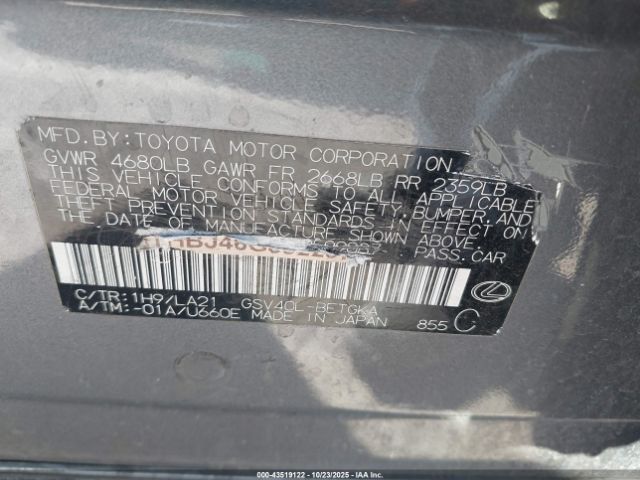 MFD. BY: TOYOTA MOTOR CORPORATION
GVWR 4680LB GAWR FR 2668LB RR 2359LB
THIS VEHICLE CONFORMS TO ALL APPLICABLE
FEDERAL MOTOR VEHICLE SAFETY, BUMPER, AND
THEFT PREVENTION STANDARDS IN EFFECT ON
THE DATE OF MANUFACTURE SHOWN ABOVE.
PASS. CAR
C/TR: 1H9/LA21 GSV40L-BETGKA
A/TM: -01A/U660E MADE IN JAPAN 855 C
000-43519122 - 10/23/2025 - IAAI.COM